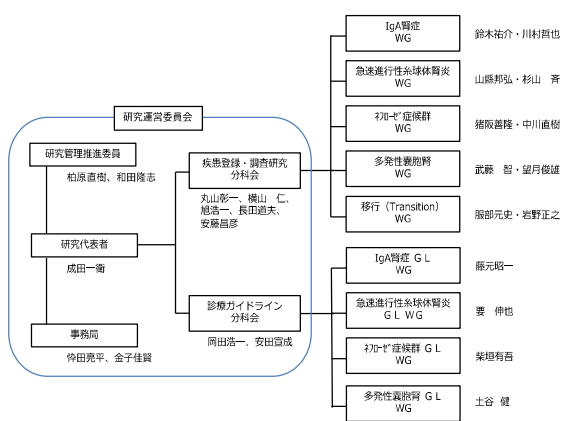 研究運営委員会
研究管理推進委員
柏原直樹、和田隆志
研究代表者
成田一衛
事務局
忰田亮平、金子佳賢
疾患登録・調査研究
分科会
丸山彰一、横山　仁、
旭浩一、長田道夫、
安藤昌彦
診療ガイドライン
分科会
岡田浩一、安田宣成
IgA腎症
WG
鈴木祐介・川村哲也
急速進行性糸球体腎炎
WG
山縣邦弘・杉山　斉
ﾈﾌﾛｰｾﾞ症候群
WG
猪阪善隆・中川直樹
多発性嚢胞腎
WG
武藤　智・望月俊雄
移行（Transition）
WG
服部元史・岩野正之
IgA腎症 ＧＬ
WG
藤元昭一
急速進行性糸球体腎炎
ＧＬ ＷＧ
要　伸也
ﾈﾌﾛｰｾﾞ症候群 ＧＬ
WG
柴垣有吾
多発性嚢胞腎 ＧＬ
WG
土谷　健